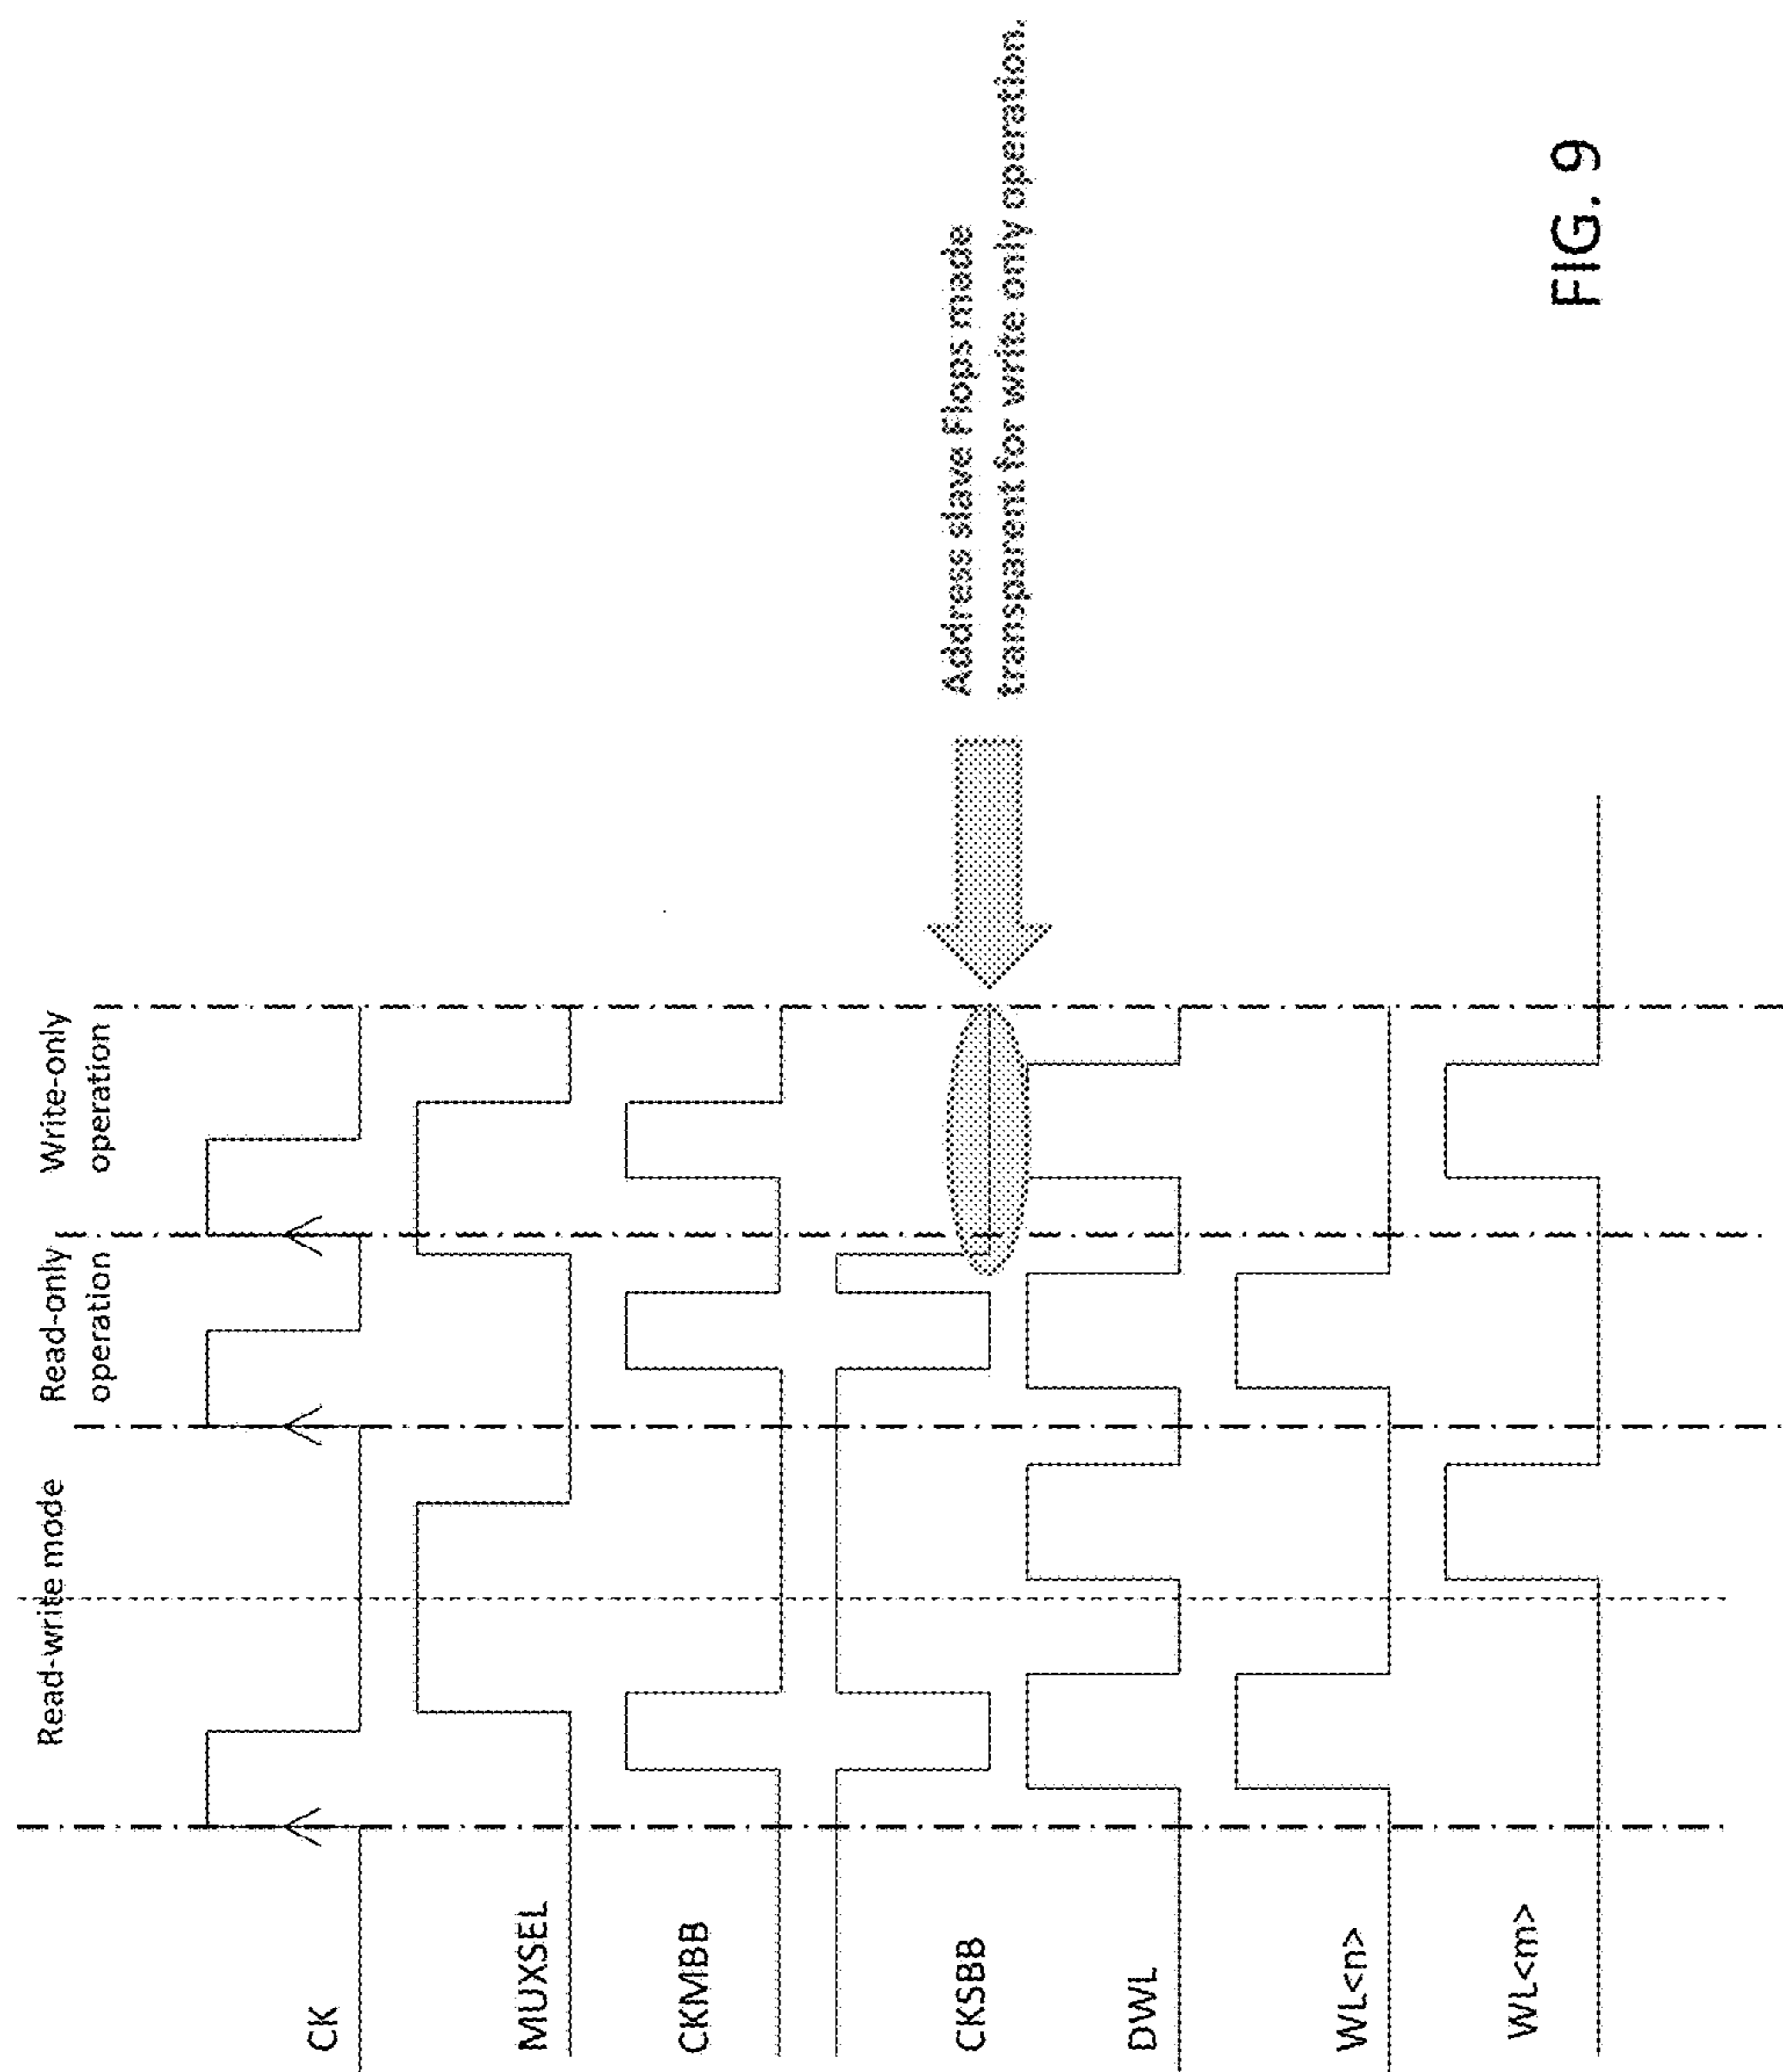 Read-write mode
Read-only
operation
Write-only
operation
CK
MUXSEL
CKMBB
CKSBB
DWL
WL<n>
WL<m>
Address slave Flops made
transparent for write only operation.
FIG. 9